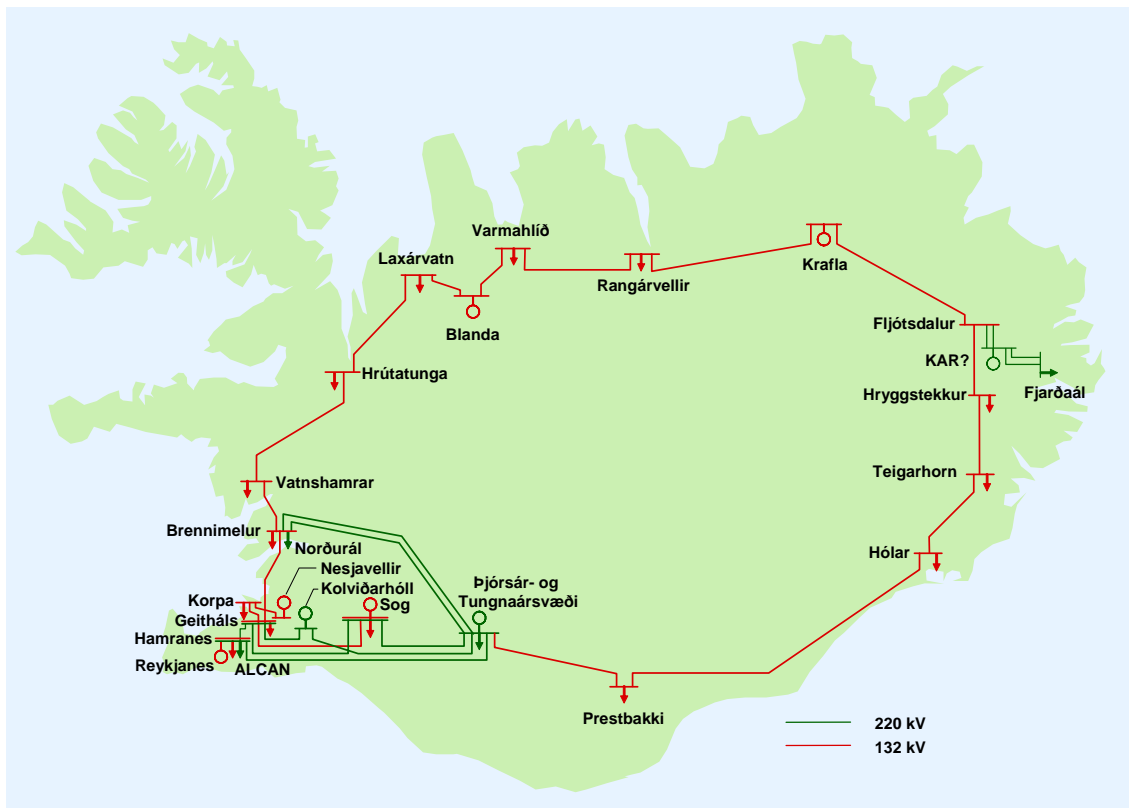 Varmahlíð
Laxárvatn
Krafla
Rangárvellir
Blanda
Fljótsdalur
KAR?
Hrútatunga
Fjarðaál
Hryggstekkur
Teigarhorn
Vatnshamrar
Brennimelur
Norðurál
Hólar
Nesjavellir
Þjórsár- og
Kolviðarhóll
Tungnaársvæði
Korpa
Sog
Geitháls
Hamranes
Reykjanes
ALCAN
Prestbakki
220 kV
132 kV